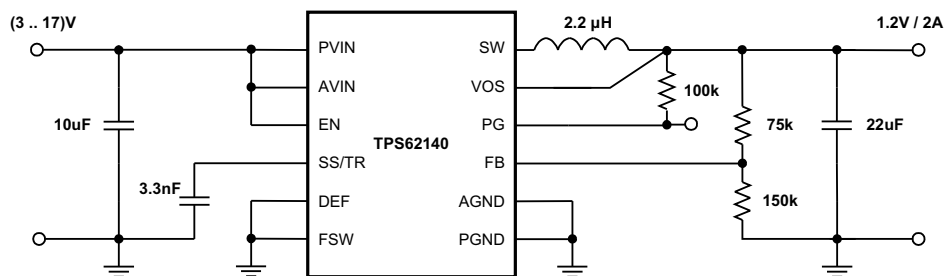 (3 .. 17)V
2.2 µH
1.2V / 2A
PVIN
SW
AVIN
VOS
100k
10uF
EN
PG
75k
22uF
TPS62140
SS/TR
FB
3.3nF
DEF
AGND
150k
FSW
PGND